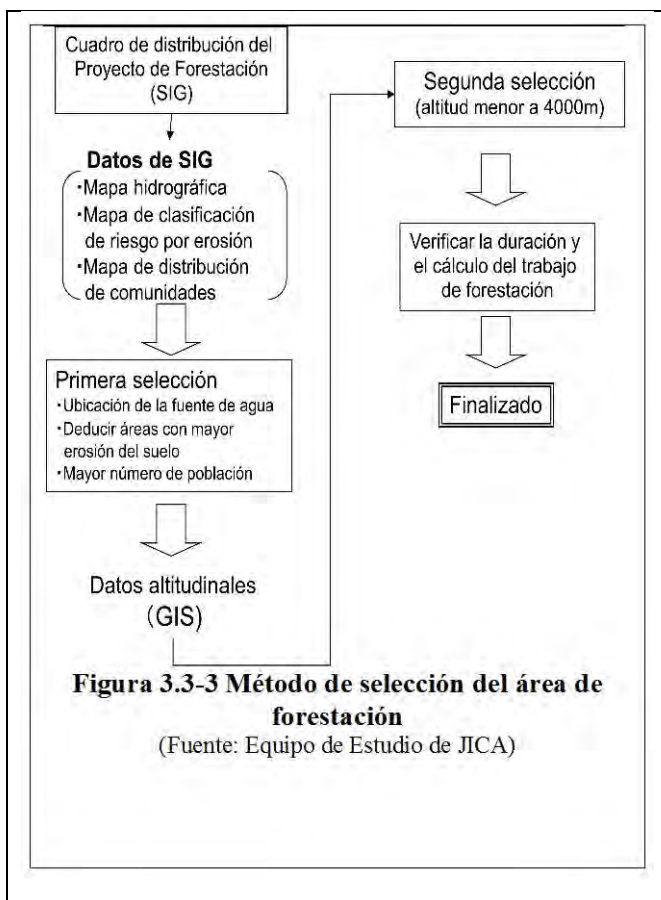 Cuadro de distribución del
Proyecto de Forestación
(SIG)
Datos de SIG
・Mapa hidrográfica
・Mapa de clasificación
de riesgo por erosión
・Mapa de distribución
de comunidades
Primera selección
・Ubicación de la fuente de agua
・Deducir áreas con mayor
erosión del suelo
・Mayor número de población
Datos altitudinales
(GIS)
Segunda selección
(altitud menor a 4000m)
Verificar la duración y
el cálculo del trabajo
de forestación
Finalizado
Figura 3.3-3 Método de selección del área de
forestación
(Fuente: Equipo de Estudio de JICA)